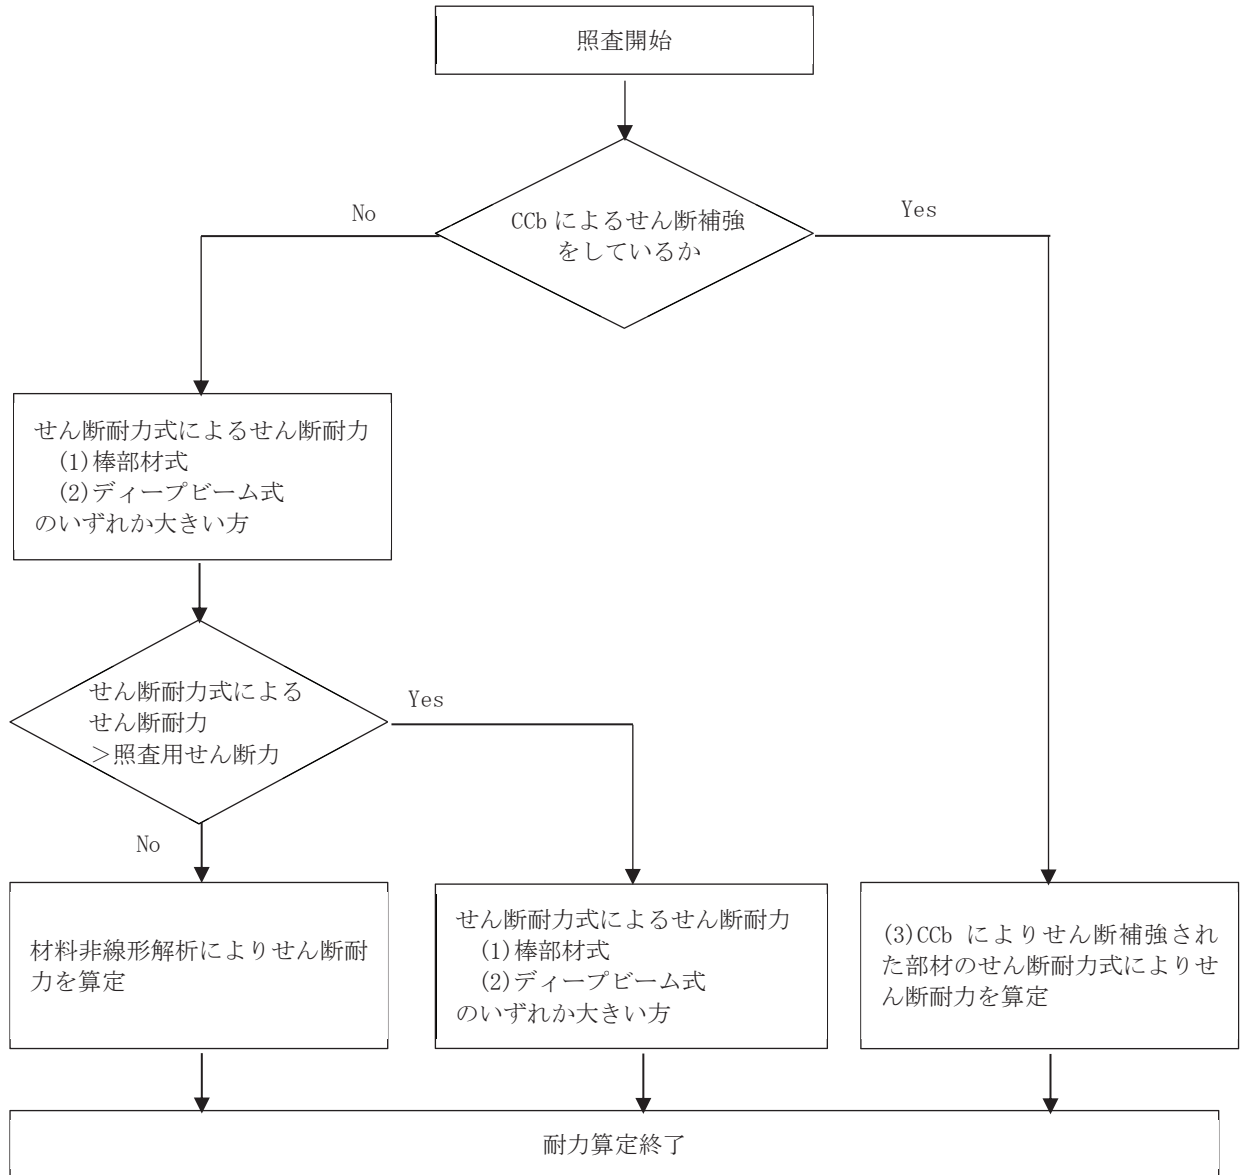 照査開始
CCb によるせん断補強
をしているか
No
Yes
せん断耐力式によるせん断耐力
(1)棒部材式
(2)ディープビーム式
のいずれか大きい方
せん断耐力式による
せん断耐力
＞照査用せん断力
Yes
No
材料非線形解析によりせん断耐
力を算定
せん断耐力式によるせん断耐力
(1)棒部材式
(2)ディープビーム式
のいずれか大きい方
(3)CCb によりせん断補強され
た部材のせん断耐力式によりせ
ん断耐力を算定
耐力算定終了